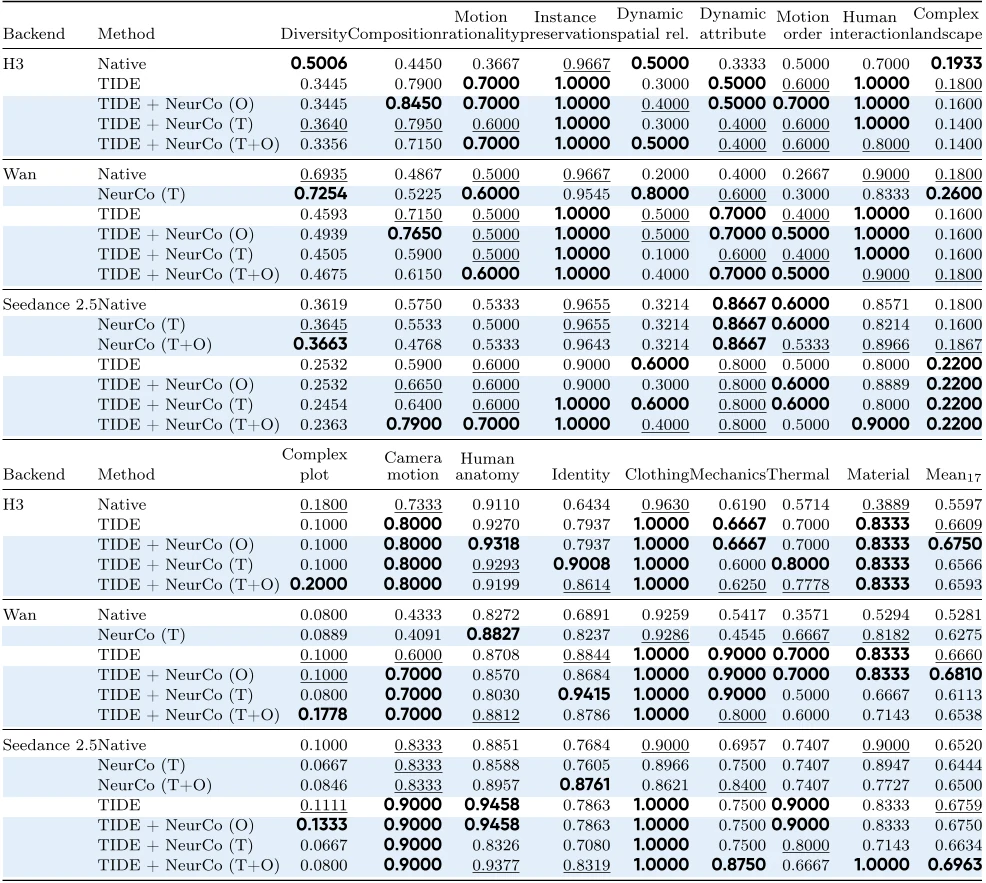 Motion Instance Dynamic Dynamic Motion Human Complex
Backend Method Diversity Composition rationality preservation spatial rel. attribute order interaction landscape
H3 Native 0.5006 0.4450 0.3667 0.9667 0.5000 0.3333 0.5000 0.7000 0.1933
TIDE 0.3445 0.7900 0.7000 1.0000 0.3000 0.5000 0.6000 1.0000 0.1800
TIDE + NeurCo (O) 0.3445 0.8450 0.7000 1.0000 0.4000 0.5000 0.7000 1.0000 0.1600
TIDE + NeurCo (T) 0.3640 0.7950 0.6000 1.0000 0.3000 0.4000 0.6000 1.0000 0.1400
TIDE + NeurCo (T+O) 0.3356 0.7150 0.7000 1.0000 0.5000 0.4000 0.6000 0.8000 0.1400
Wan Native 0.6935 0.4867 0.5000 0.9667 0.2000 0.4000 0.2667 0.9000 0.1800
NeurCo (T) 0.7254 0.5225 0.6000 0.9545 0.8000 0.6000 0.3000 0.8333 0.2600
TIDE 0.4593 0.7150 0.5000 1.0000 0.5000 0.7000 0.4000 1.0000 0.1600
TIDE + NeurCo (O) 0.4939 0.7650 0.5000 1.0000 0.5000 0.7000 0.5000 1.0000 0.1600
TIDE + NeurCo (T) 0.4505 0.5900 0.5000 1.0000 0.1000 0.6000 0.4000 1.0000 0.1600
TIDE + NeurCo (T+O) 0.4675 0.6150 0.6000 1.0000 0.4000 0.7000 0.5000 0.9000 0.1800
Seedance 2.5 Native 0.3619 0.5750 0.5333 0.9655 0.3214 0.8667 0.6000 0.8571 0.1800
NeurCo (T) 0.3645 0.5533 0.5000 0.9655 0.3214 0.8667 0.6000 0.8214 0.1600
NeurCo (T+O) 0.3663 0.4768 0.5333 0.9643 0.3214 0.8667 0.5333 0.8966 0.1867
TIDE 0.2532 0.5900 0.6000 0.9000 0.6000 0.8000 0.5000 0.8000 0.2200
TIDE + NeurCo (O) 0.2532 0.6650 0.6000 0.9000 0.3000 0.8000 0.6000 0.8889 0.2200
TIDE + NeurCo (T) 0.2454 0.6400 0.6000 1.0000 0.6000 0.8000 0.6000 0.8000 0.2200
TIDE + NeurCo (T+O) 0.2363 0.7900 0.7000 1.0000 0.4000 0.8000 0.5000 0.9000 0.2200
Complex Camera Human
Backend Method plot motion anatomy Identity Clothing Mechanics Thermal Material Mean17
H3 Native 0.1800 0.7333 0.9110 0.6434 0.9630 0.6190 0.5714 0.3889 0.5597
TIDE 0.1000 0.8000 0.9270 0.7937 1.0000 0.6667 0.7000 0.8333 0.6609
TIDE + NeurCo (O) 0.1000 0.8000 0.9318 0.7937 1.0000 0.6667 0.7000 0.8333 0.6750
TIDE + NeurCo (T) 0.1000 0.8000 0.9293 0.9008 1.0000 0.6000 0.8000 0.8333 0.6566
TIDE + NeurCo (T+O) 0.2000 0.8000 0.9199 0.8614 1.0000 0.6250 0.7778 0.8333 0.6593
Wan Native 0.0800 0.4333 0.8272 0.6891 0.9259 0.5417 0.3571 0.5294 0.5281
NeurCo (T) 0.0889 0.4091 0.8827 0.8237 0.9286 0.4545 0.6667 0.8182 0.6275
TIDE 0.1000 0.6000 0.8708 0.8844 1.0000 0.9000 0.7000 0.8333 0.6660
TIDE + NeurCo (O) 0.1000 0.7000 0.8570 0.8684 1.0000 0.9000 0.7000 0.8333 0.6810
TIDE + NeurCo (T) 0.0800 0.7000 0.8030 0.9415 1.0000 0.9000 0.5000 0.6667 0.6113
TIDE + NeurCo (T+O) 0.1778 0.7000 0.8812 0.8786 1.0000 0.8000 0.6000 0.7143 0.6538
Seedance 2.5 Native 0.1000 0.8333 0.8851 0.7684 0.9000 0.6957 0.7407 0.9000 0.6520
NeurCo (T) 0.0667 0.8333 0.8588 0.7605 0.8966 0.7500 0.7407 0.8947 0.6444
NeurCo (T+O) 0.0846 0.8333 0.8957 0.8761 0.8621 0.8400 0.7407 0.7727 0.6500
TIDE 0.1111 0.9000 0.9458 0.7863 1.0000 0.7500 0.9000 0.8333 0.6759
TIDE + NeurCo (O) 0.1333 0.9000 0.9458 0.7863 1.0000 0.7500 0.9000 0.8333 0.6750
TIDE + NeurCo (T) 0.0667 0.9000 0.8326 0.7080 1.0000 0.7500 0.8000 0.7143 0.6634
TIDE + NeurCo (T+O) 0.0800 0.9000 0.9377 0.8319 1.0000 0.8750 0.6667 1.0000 0.6963